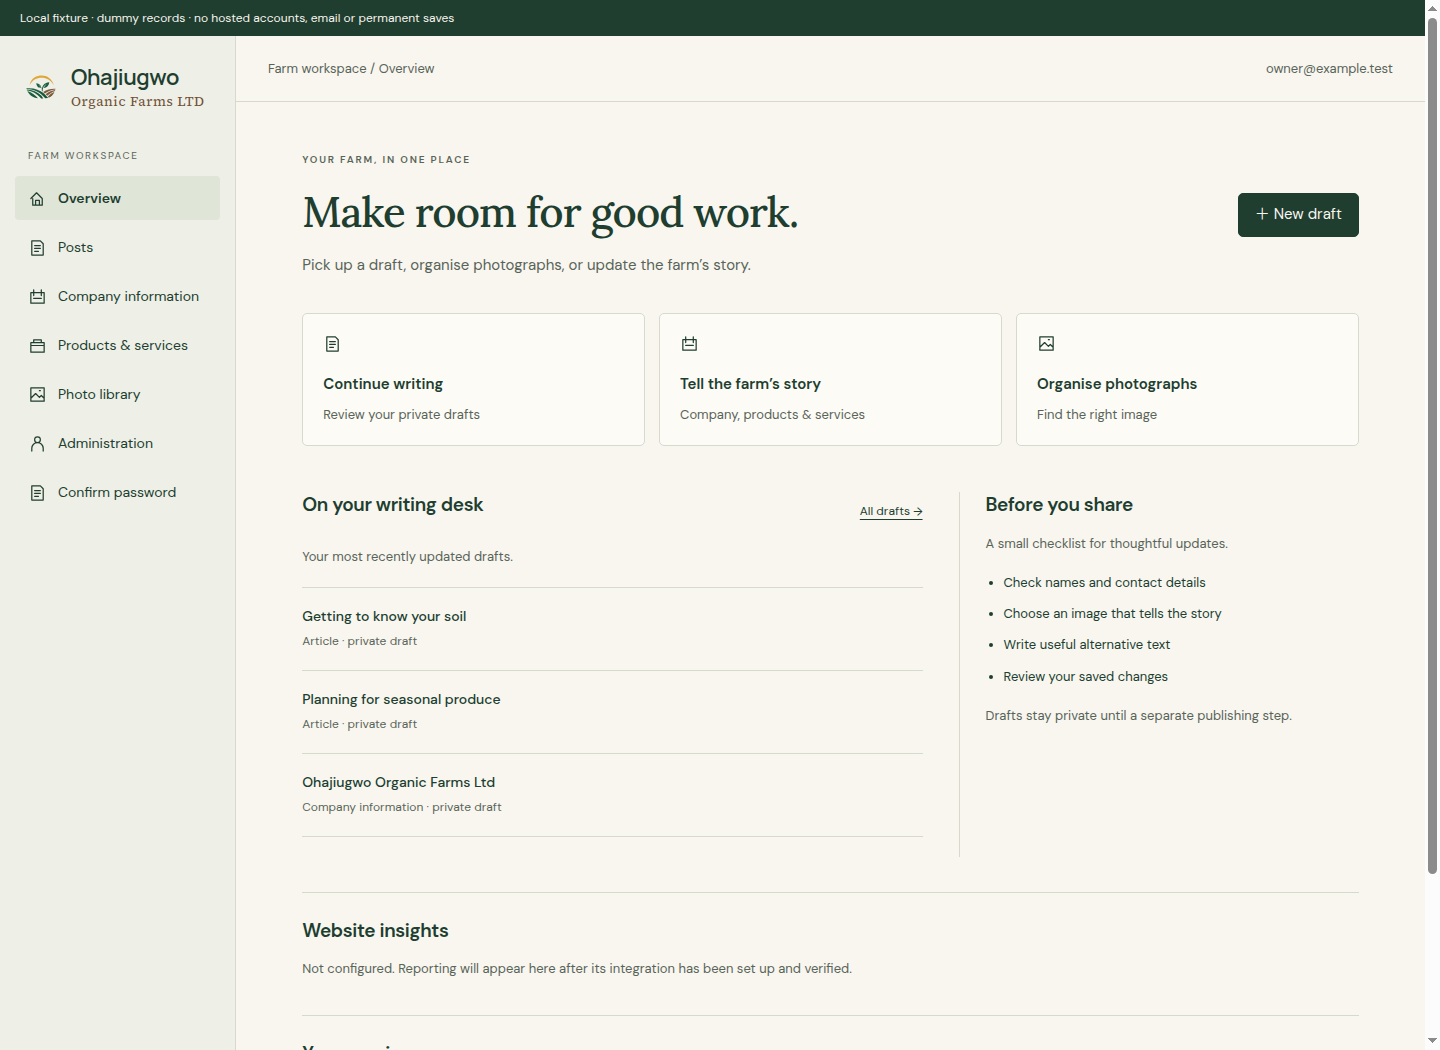 Local fixture · dummy records · no hosted accounts, email or permanent saves
Ohajiugwo
Organic Farms LTD
Farm workspace / Overview
owner@example.test
FARM WORKSPACE
Overview
Posts
Company information
Products & services
Photo library
Administration
Confirm password
YOUR FARM, IN ONE PLACE
Make room for good work.
+ New draft
Pick up a draft, organise photographs, or update the farm’s story.
Continue writing
Review your private drafts
Tell the farm’s story
Company, products & services
Organise photographs
Find the right image
On your writing desk
All drafts →
Your most recently updated drafts.
Getting to know your soil
Article · private draft
Planning for seasonal produce
Article · private draft
Ohajiugwo Organic Farms Ltd
Company information · private draft
Before you share
A small checklist for thoughtful updates.
• Check names and contact details
• Choose an image that tells the story
• Write useful alternative text
• Review your saved changes
Drafts stay private until a separate publishing step.
Website insights
Not configured. Reporting will appear here after its integration has been set up and verified.